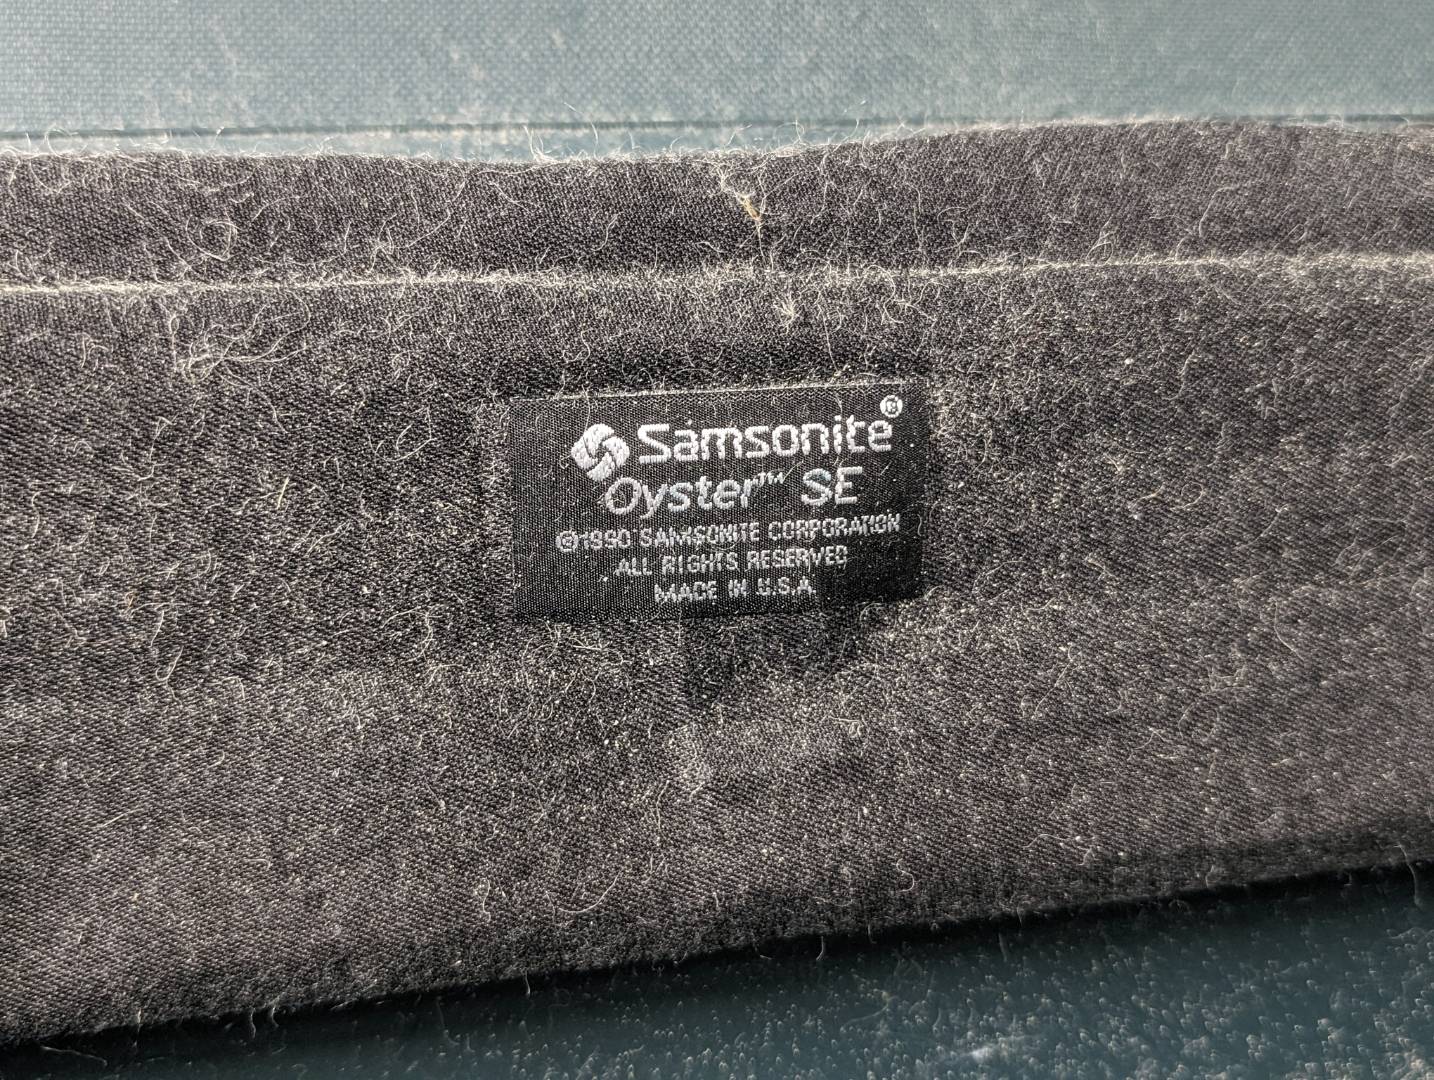 Samsonite®
Oyster™ SE
©1990 SAMSONITE CORPORATION
ALL RIGHTS RESERVED
MADE IN U.S.A.